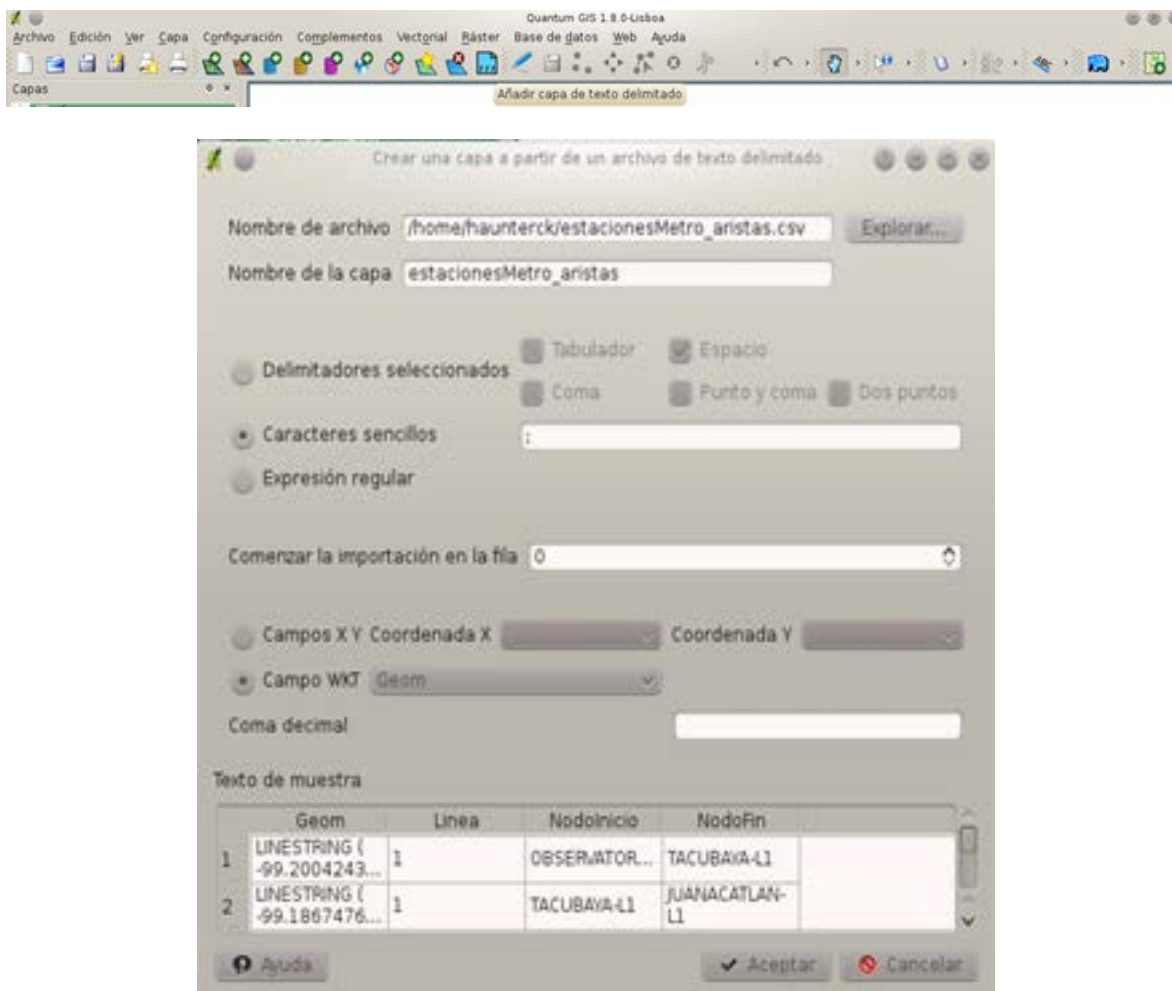 Quantum GIS 1.8.0-Lisboa
Archivo Edición Ver Capa Configuración Complementos Vectorial Ráster Base de datos Web Ayuda
Capas
Añadir capa de texto delimitado
Crear una capa a partir de un archivo de texto delimitado
Nombre de archivo /home/haunterck/estacionesMetro_aristas.csv Explorar...
Nombre de la capa estacionesMetro_aristas
Tabulador Espacio
Delimitadores seleccionados
Coma Punto y coma Dos puntos
Caracteres sencillos ;
Expresión regular
Comenzar la importación en la fila 0
Campos X Y Coordenada X Coordenada Y
Campo WKT Geom
Coma decimal
Texto de muestra
Geom Linea NodoInicio NodoFin
1 LINESTRING ( -99.2004243... 1 OBSERVATOR... TACUBAYA-L1
2 LINESTRING ( -99.1867476... 1 TACUBAYA-L1 JUANACATLAN-L1
Ayuda Aceptar Cancelar